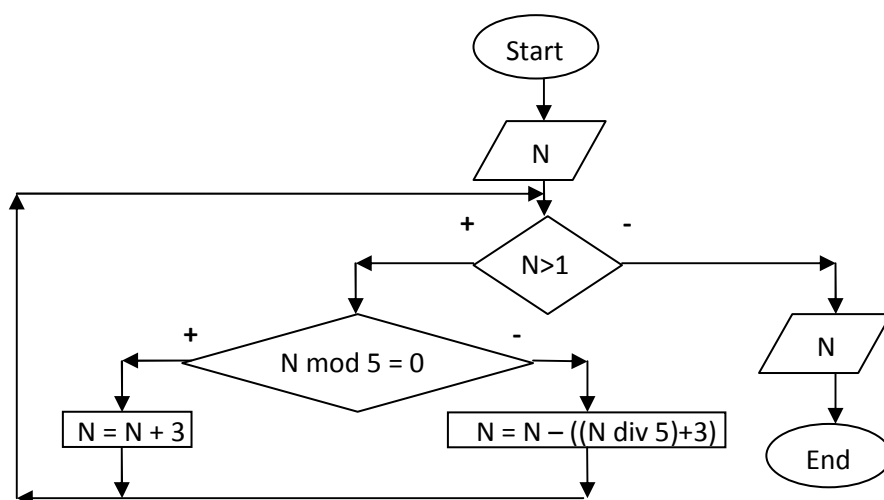 Start
N
+
-
N>1
N
+
-
N mod 5 = 0
N = N + 3
N = N – ((N div 5)+3)
End